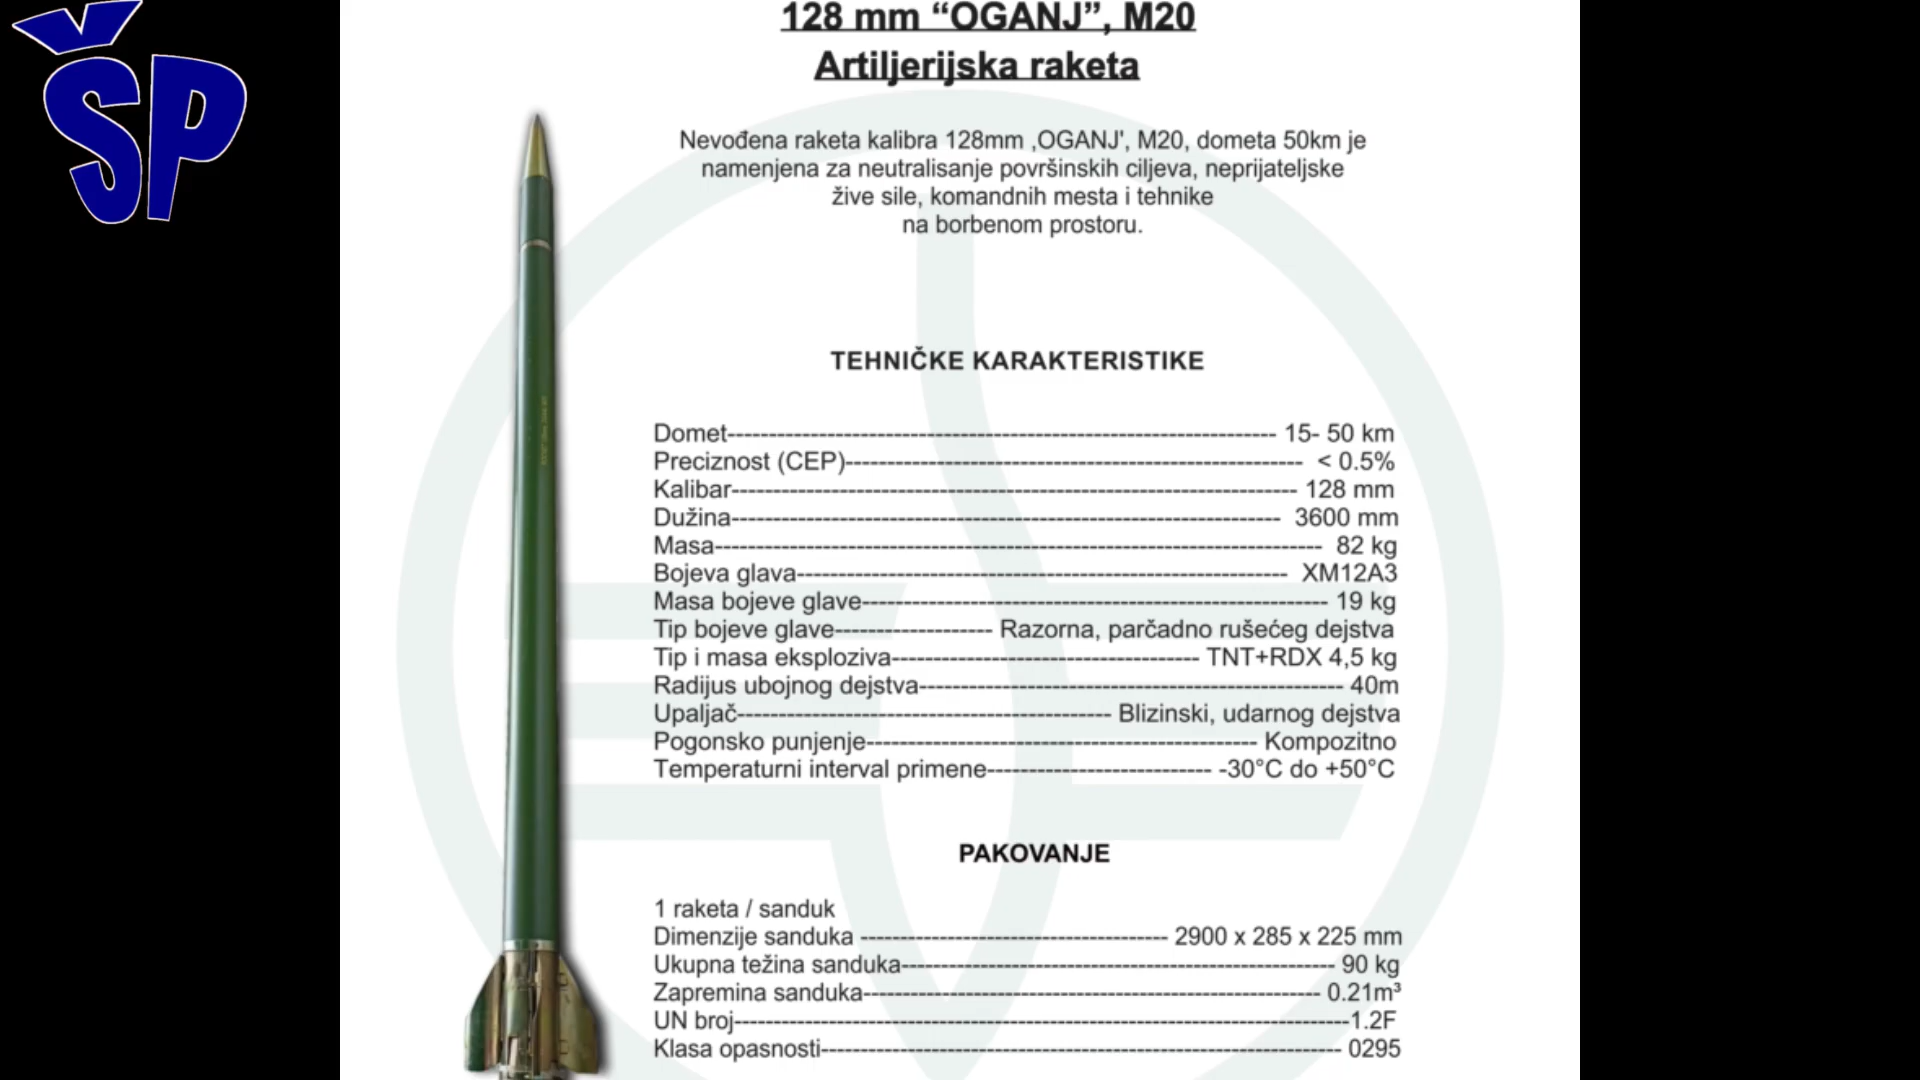 ŠP
128 mm “OGANJ”, M20
Artiljerijska raketa
Nevođena raketa kalibra 128mm ‚OGANJ', M20, dometa 50km je
namenjena za neutralisanje površinskih ciljeva, neprijateljske
žive sile, komandnih mesta i tehnike
na borbenom prostoru.
TEHNIČKE KARAKTERISTIKE
Domet------------------------------------------------------- 15- 50 km
Preciznost (CEP)---------------------------------------------- < 0.5%
Kalibar--------------------------------------------------------- 128 mm
Dužina------------------------------------------------------- 3600 mm
Masa------------------------------------------------------------- 82 kg
Bojeva glava------------------------------------------------- XM12A3
Masa bojeve glave----------------------------------------------- 19 kg
Tip bojeve glave---------------- Razorna, parčadno rušećeg dejstva
Tip i masa eksploziva------------------------------- TNT+RDX 4,5 kg
Radijus ubojnog dejstva------------------------------------------- 40m
Upaljač-------------------------------------- Blizinski, udarnog dejstva
Pogonsko punjenje--------------------------------------- Kompozitno
Temperaturni interval primene----------------------- -30°C do +50°C
PAKOVANJE
1 raketa / sanduk
Dimenzije sanduka ------------------------------- 2900 x 285 x 225 mm
Ukupna težina sanduka------------------------------------------- 90 kg
Zapremina sanduka---------------------------------------------- 0.21m³
UN broj--------------------------------------------------------------1.2F
Klasa opasnosti---------------------------------------------------- 0295